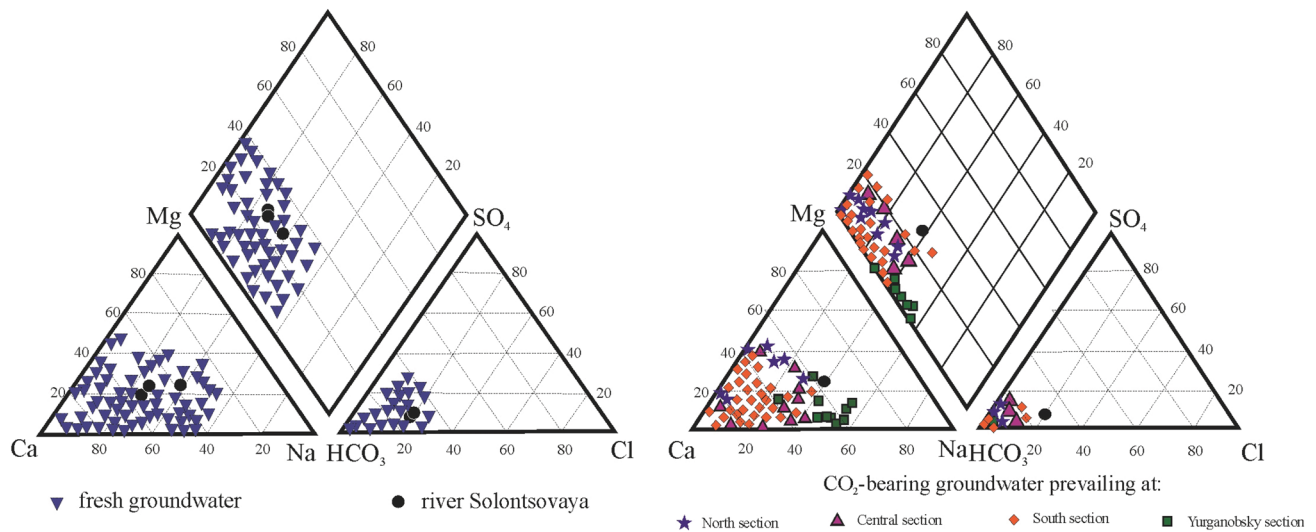 80 80
60 60
40 40
20 20
Mg SO₄
80 80
60 60
40 40
20 20
Ca 80 60 40 20 Na HCO₃ 20 40 60 80 Cl
fresh groundwater river Solontsovaya
80 80
60 60
40 40
20 20
Mg SO₄
80 80
60 60
40 40
20 20
Ca 20 40 60 80 Na HCO₃ 20 40 60 80 Cl
CO₂-bearing groundwater prevailing at:
North section Central section South section Yurganobsky section